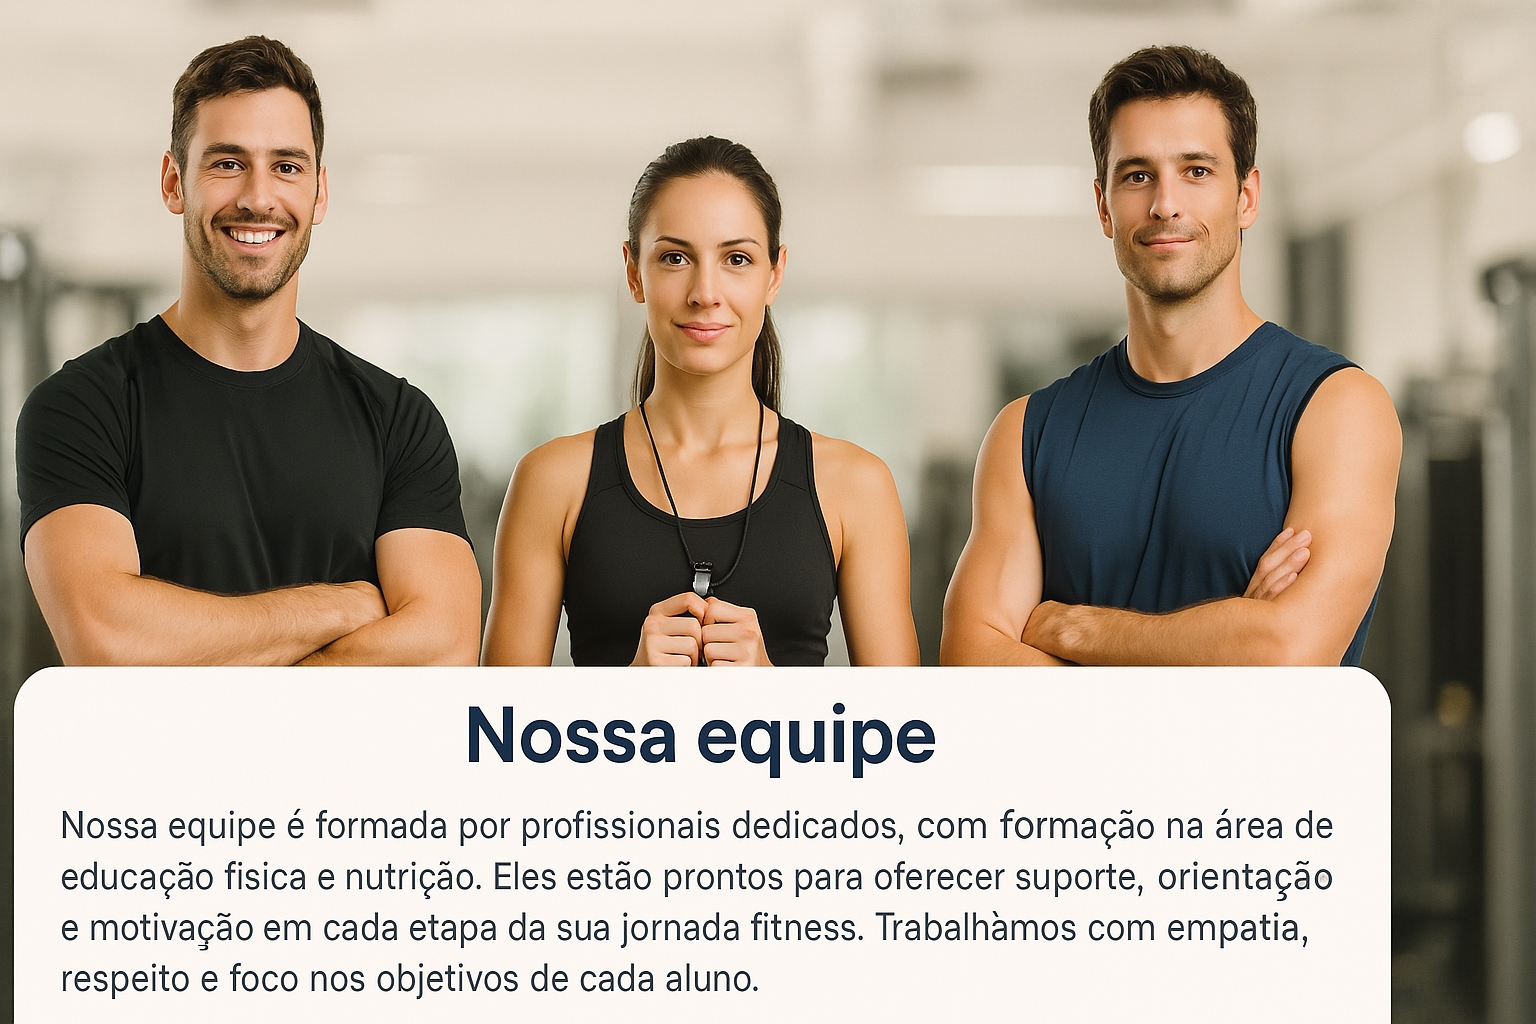 Nossa equipe
Nossa equipe é formada por profissionais dedicados, com formação na área de
educação fisica e nutrição. Eles estão prontos para oferecer suporte, orientação
e motivação em cada etapa da sua jornada fitness. Trabalhàmos com empatia,
respeito e foco nos objetivos de cada aluno.